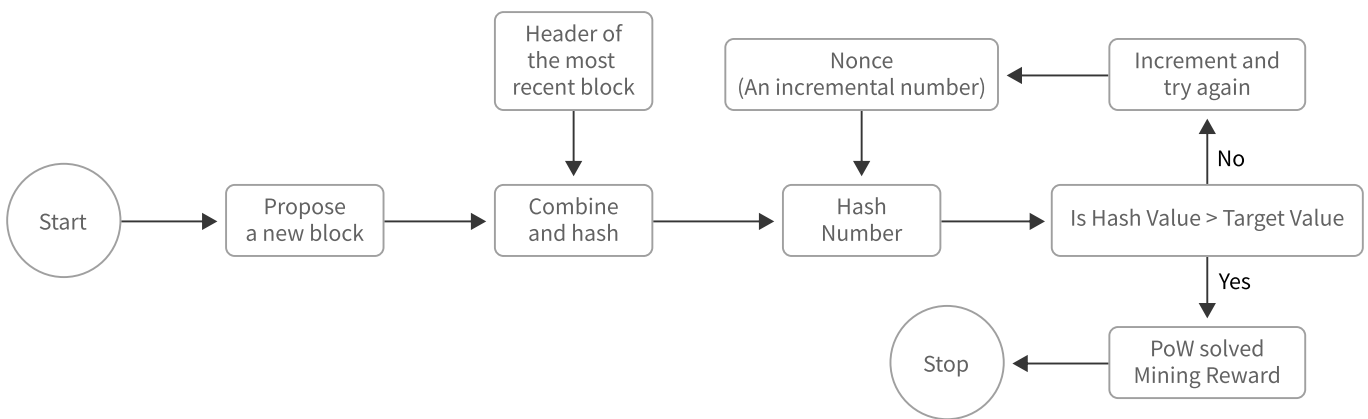 Header of
the most
recent block
Nonce
(An incremental number)
Increment and
try again
No
Start
Propose
a new block
Combine
and hash
Hash
Number
Is Hash Value > Target Value
Yes
Stop
PoW solved
Mining Reward